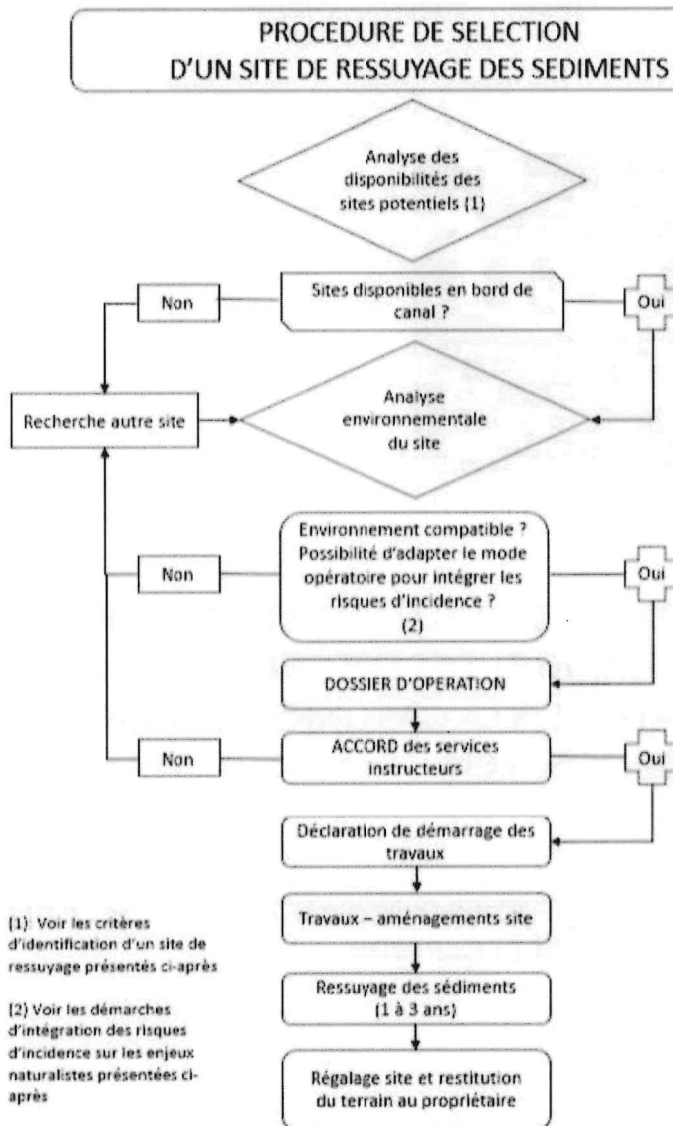 PROCEDURE DE SELECTION
D'UN SITE DE RESSUYAGE DES SEDIMENTS
Analyse des
disponibilités des
sites potentiels (1)
Non
Sites disponibles en bord de
canal ?
Oui
Recherche autre site
Analyse
environnementale
du site
Non
Environnement compatible ?
Possibilité d'adapter le mode
opératoire pour intégrer les
risques d'incidence ?
(2)
Oui
DOSSIER D'OPERATION
Non
ACCORD des services
instructeurs
Oui
Déclaration de démarrage des
travaux
Travaux – aménagements site
Ressuyage des sédiments
(1 à 3 ans)
Régalage site et restitution
du terrain au propriétaire
(1) Voir les critères
d'identification d'un site de
ressuyage présentés ci-après
(2) Voir les démarches
d'intégration des risques
d'incidence sur les enjeux
naturalistes présentées ci-
après